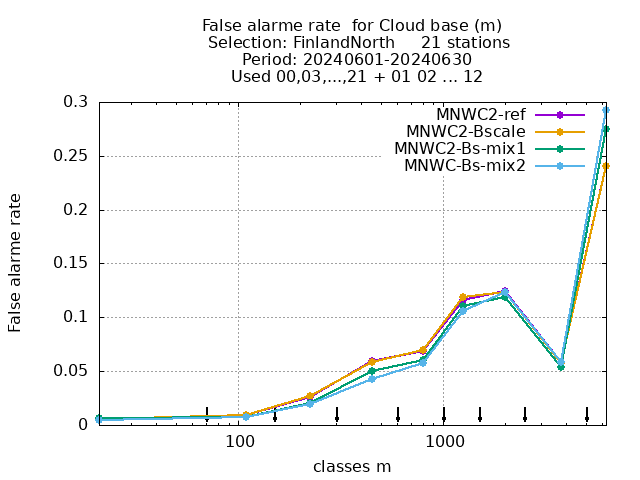 False alarme rate  for Cloud base (m)
Selection: FinlandNorth     21 stations
Period: 20240601-20240630
Used 00,03,...,21 + 01 02 ... 12
MNWC2-ref
MNWC2-Bscale
MNWC2-Bs-mix1
MNWC-Bs-mix2
False alarme rate
0.3
0.25
0.2
0.15
0.1
0.05
0
100
1000
classes m